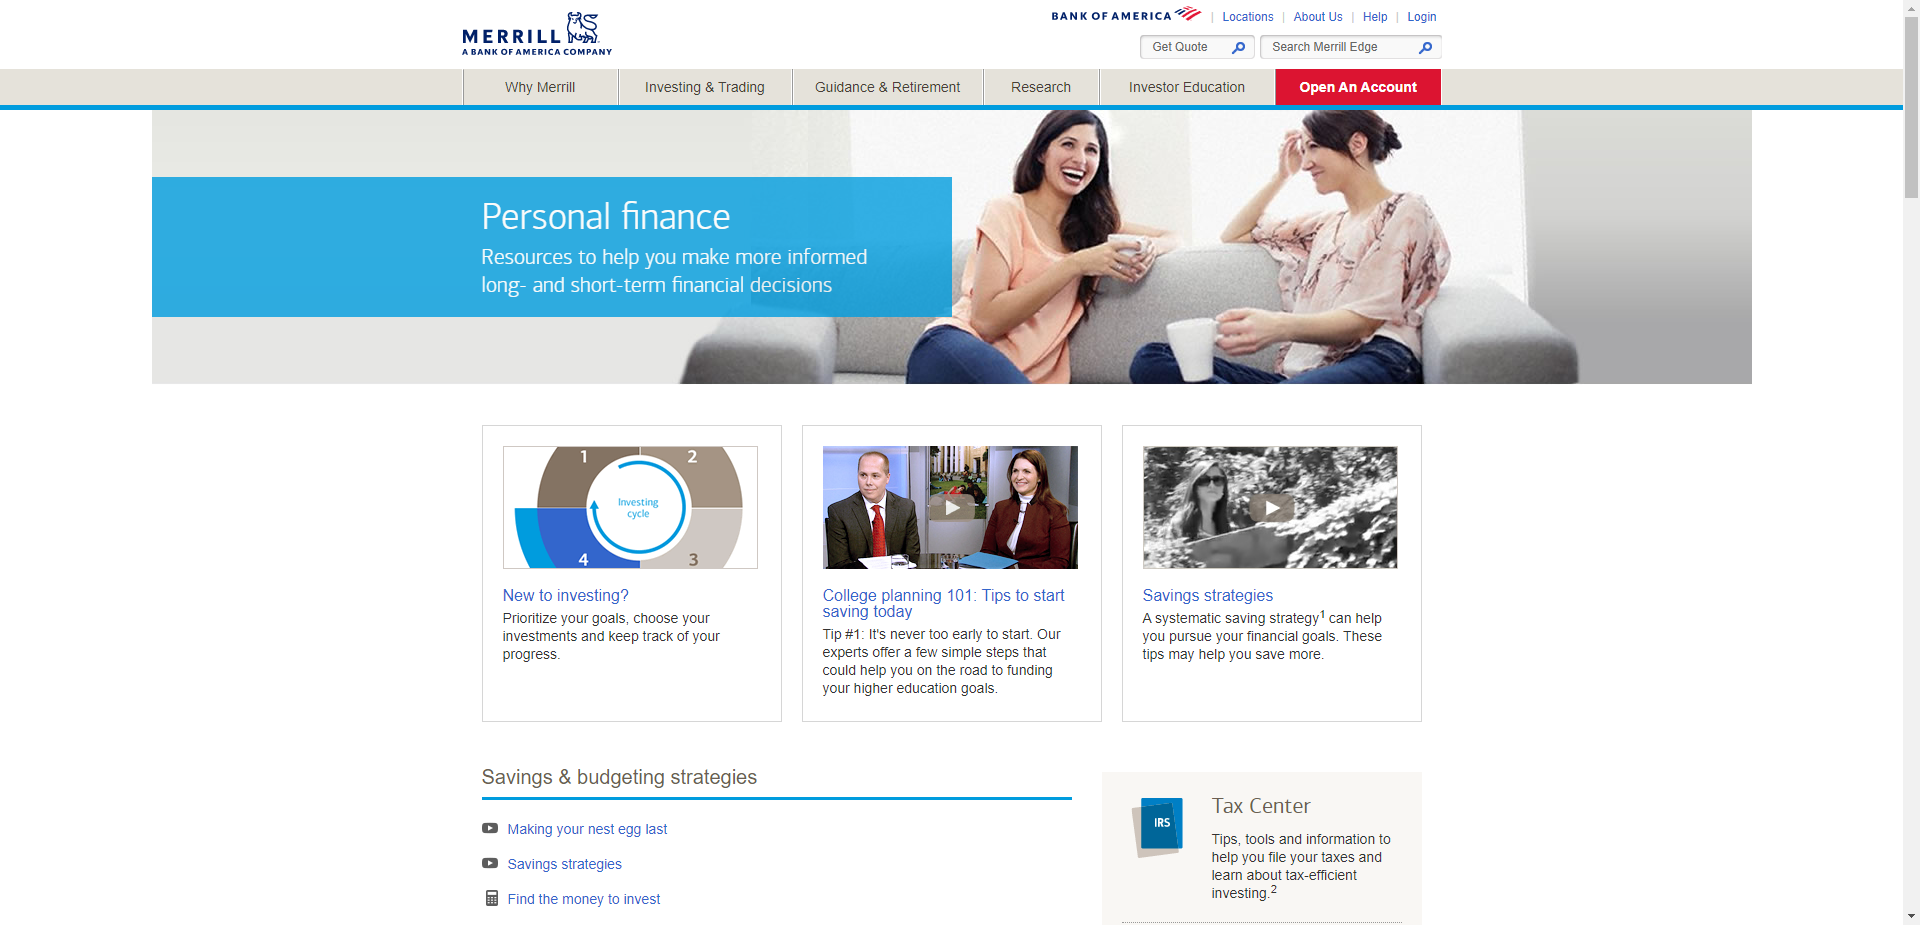 MERRILL
A BANK OF AMERICA COMPANY
BANK OF AMERICA | Locations | About Us | Help | Login
Get Quote Search Merrill Edge
Why Merrill Investing & Trading Guidance & Retirement Research Investor Education Open An Account
Personal finance
Resources to help you make more informed
long- and short-term financial decisions
1 2
Investing
cycle
4 3
New to investing?
Prioritize your goals, choose your
investments and keep track of your
progress.
College planning 101: Tips to start
saving today
Tip #1: It's never too early to start. Our
experts offer a few simple steps that
could help you on the road to funding
your higher education goals.
Savings strategies
A systematic saving strategy1 can help
you pursue your financial goals. These
tips may help you save more.
Savings & budgeting strategies
Making your nest egg last
Savings strategies
Find the money to invest
IRS
Tax Center
Tips, tools and information to
help you file your taxes and
learn about tax-efficient
investing.2